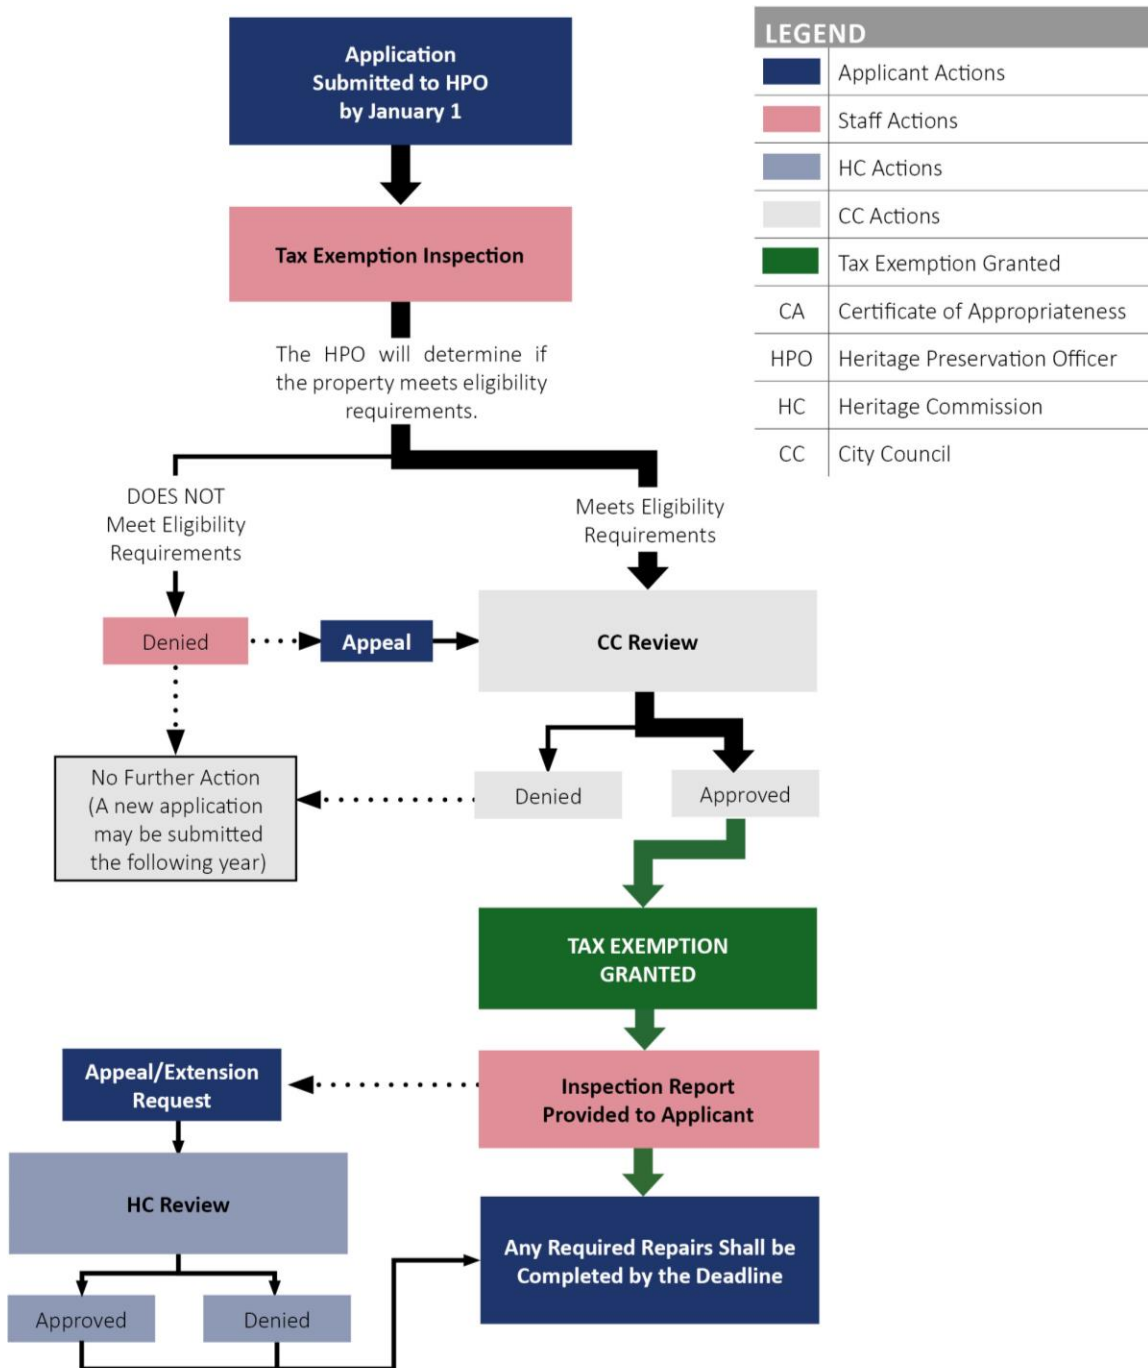 Application
Submitted to HPO
by January 1
LEGEND
Applicant Actions
Staff Actions
HC Actions
CC Actions
Tax Exemption Granted
CA Certificate of Appropriateness
HPO Heritage Preservation Officer
HC Heritage Commission
CC City Council
Tax Exemption Inspection
The HPO will determine if
the property meets eligibility
requirements.
DOES NOT
Meet Eligibility
Requirements
Meets Eligibility
Requirements
Denied
Appeal
CC Review
No Further Action
(A new application
may be submitted
the following year)
Denied
Approved
TAX EXEMPTION
GRANTED
Appeal/Extension
Request
Inspection Report
Provided to Applicant
HC Review
Any Required Repairs Shall be
Completed by the Deadline
Approved
Denied